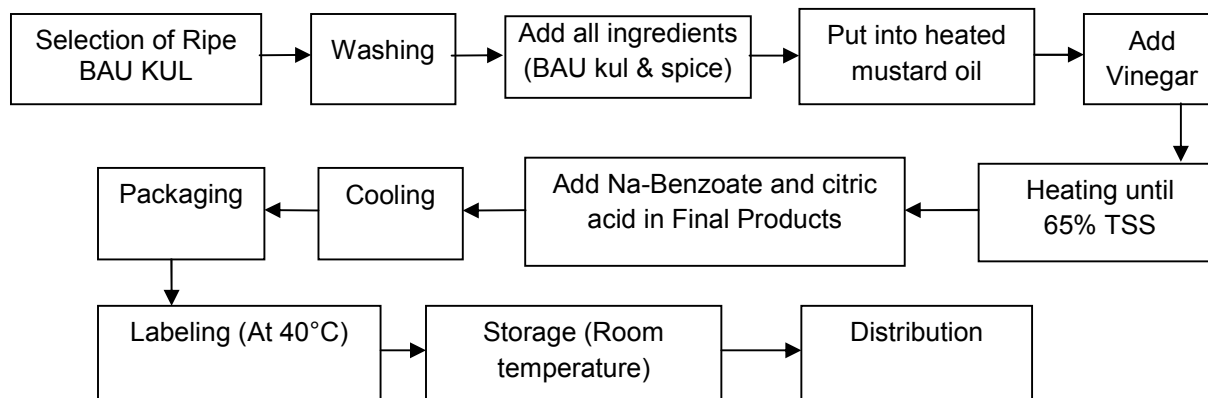 Selection of Ripe
BAU KUL
Washing
Add all ingredients
(BAU kul & spice)
Put into heated
mustard oil
Add
Vinegar
Heating until
65% TSS
Add Na-Benzoate and citric
acid in Final Products
Cooling
Packaging
Labeling (At 40°C)
Storage (Room
temperature)
Distribution